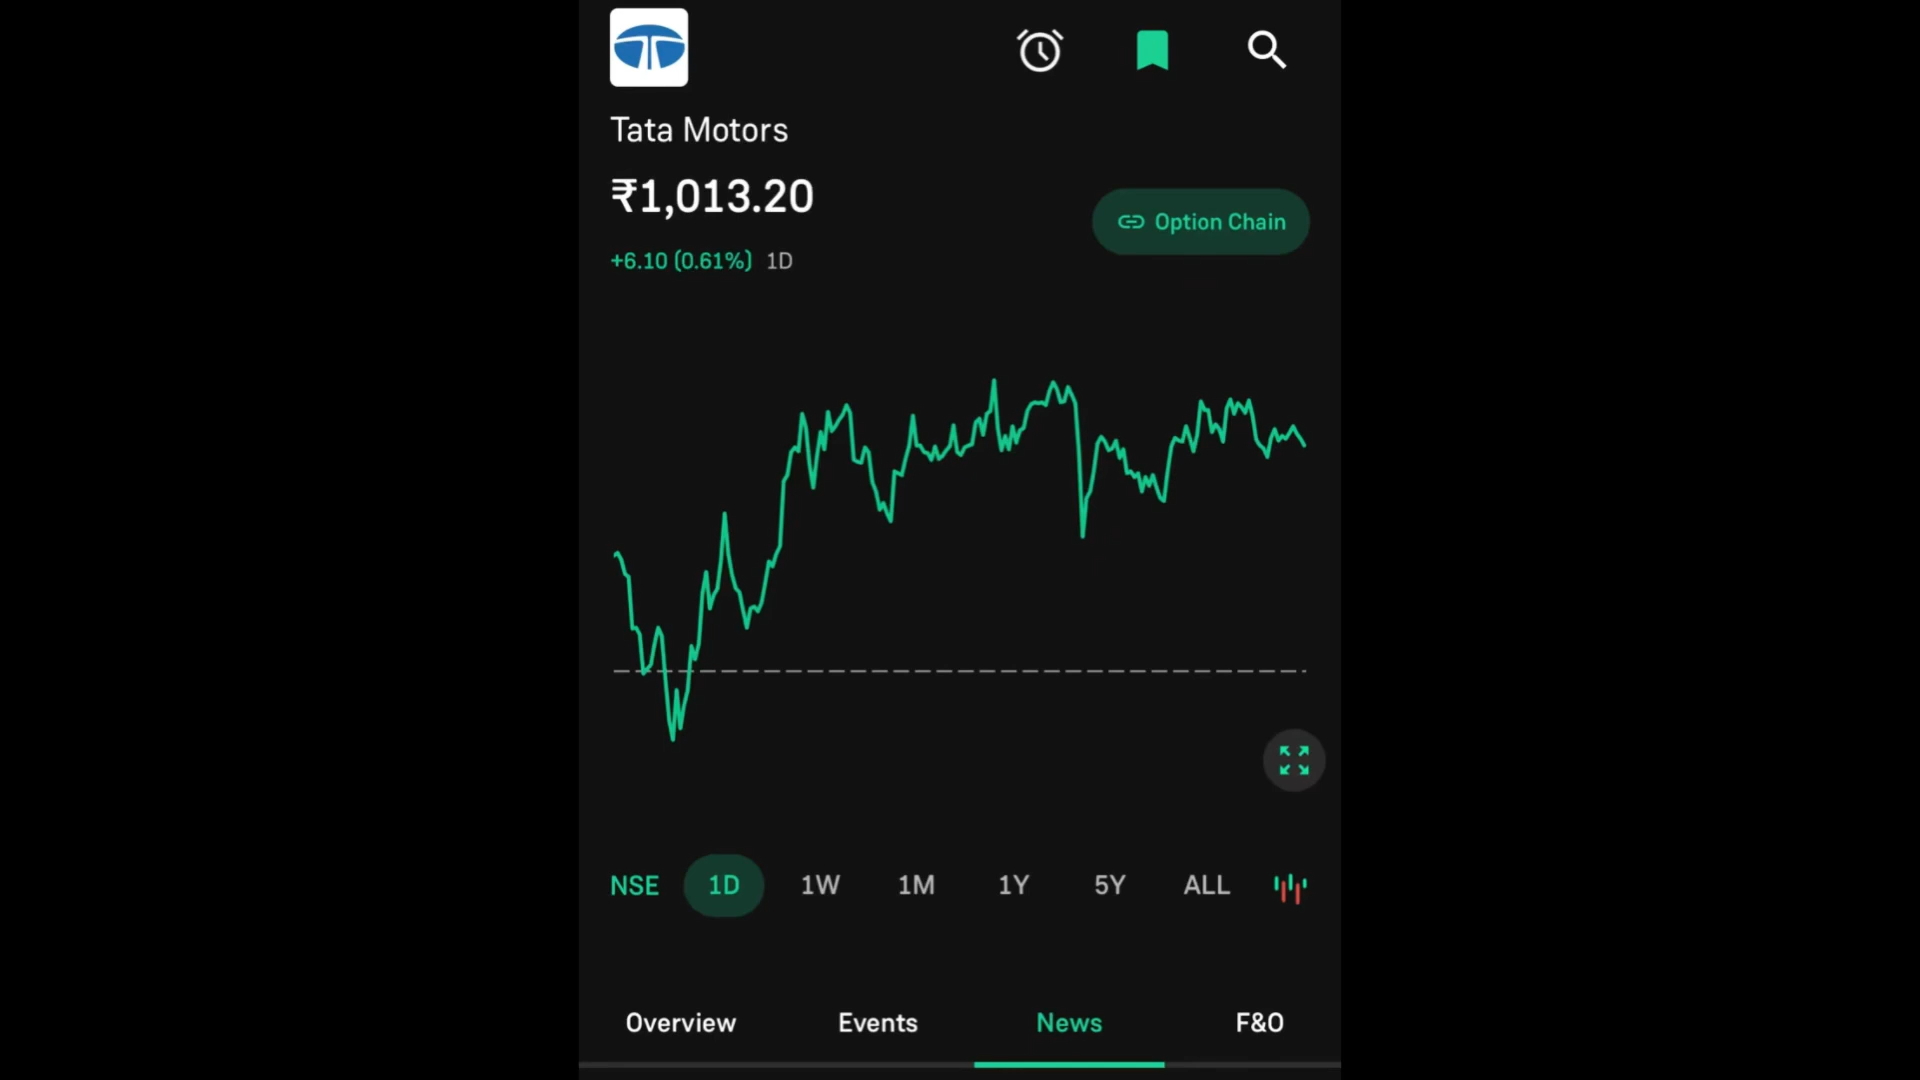 Tata Motors
₹1,013.20
Option Chain
+6.10 (0.61%) 1D
NSE 1D 1W 1M 1Y 5Y ALL
Overview Events News F&O